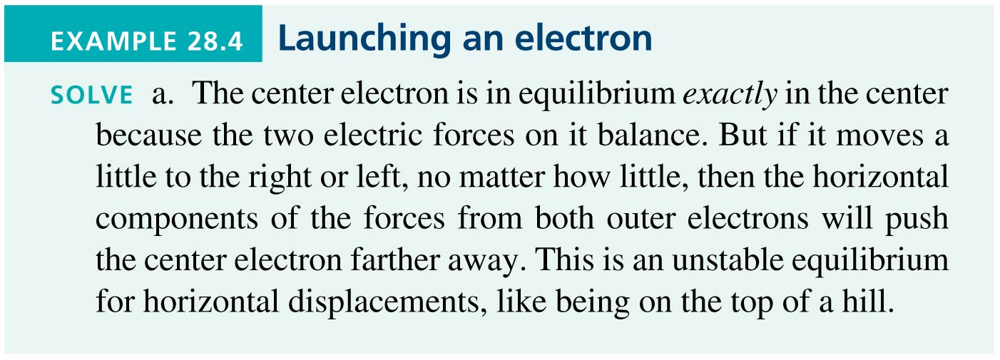 EXAMPLE 28.4 Launching an electron
SOLVE a. The center electron is in equilibrium exactly in the center
because the two electric forces on it balance. But if it moves a
little to the right or left, no matter how little, then the horizontal
components of the forces from both outer electrons will push
the center electron farther away. This is an unstable equilibrium
for horizontal displacements, like being on the top of a hill.